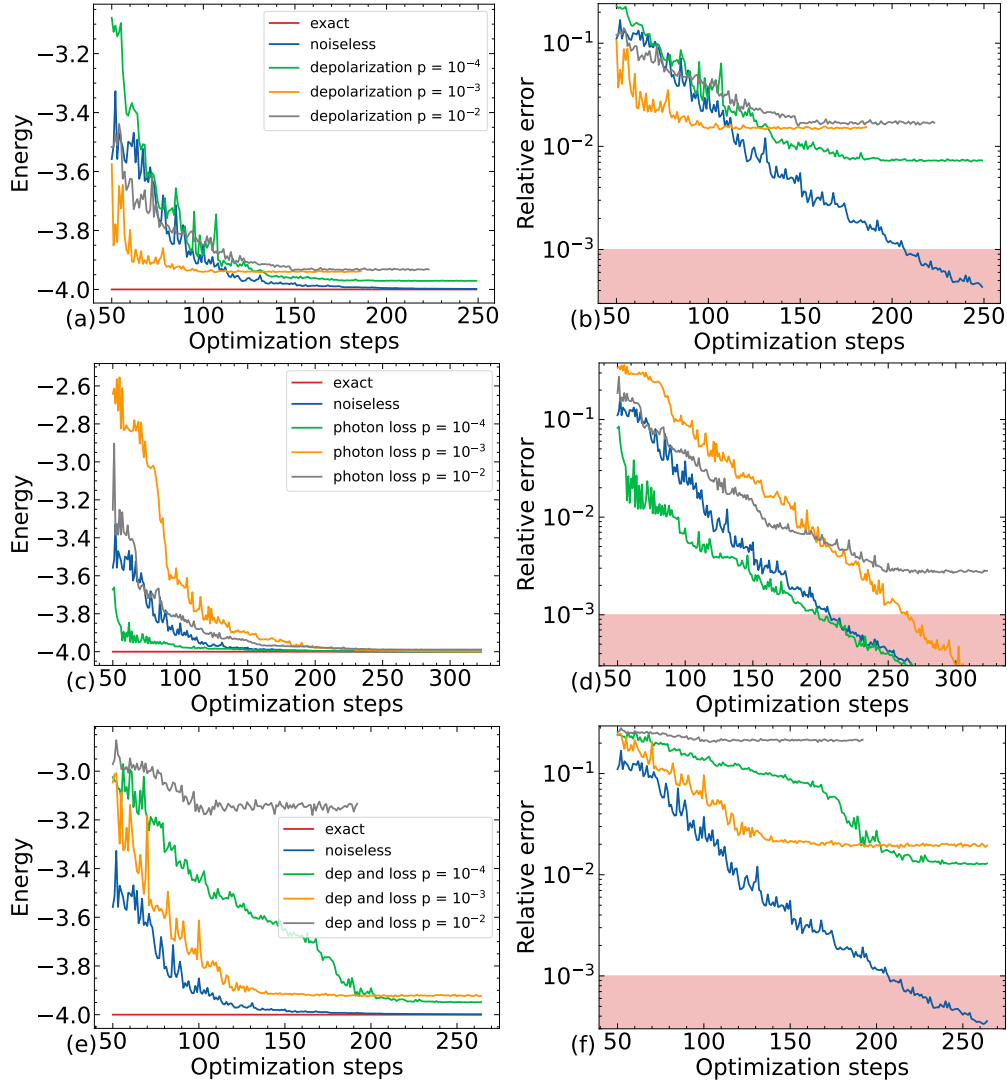 −3.2
−3.4
−3.6
−3.8
−4.0
Energy
exact
noiseless
depolarization p = 10⁻⁴
depolarization p = 10⁻³
depolarization p = 10⁻²
50 100 150 200 250
(a)
Optimization steps
10⁻¹
10⁻²
10⁻³
Relative error
50 100 150 200 250
(b)
Optimization steps
−2.6
−2.8
−3.0
−3.2
−3.4
−3.6
−3.8
−4.0
Energy
exact
noiseless
photon loss p = 10⁻⁴
photon loss p = 10⁻³
photon loss p = 10⁻²
50 100 150 200 250 300
(c)
Optimization steps
10⁻¹
10⁻²
10⁻³
Relative error
50 100 150 200 250 300
(d)
Optimization steps
−3.0
−3.2
−3.4
−3.6
−3.8
−4.0
Energy
exact
noiseless
dep and loss p = 10⁻⁴
dep and loss p = 10⁻³
dep and loss p = 10⁻²
50 100 150 200 250
(e)
Optimization steps
10⁻¹
10⁻²
10⁻³
Relative error
50 100 150 200 250
(f)
Optimization steps